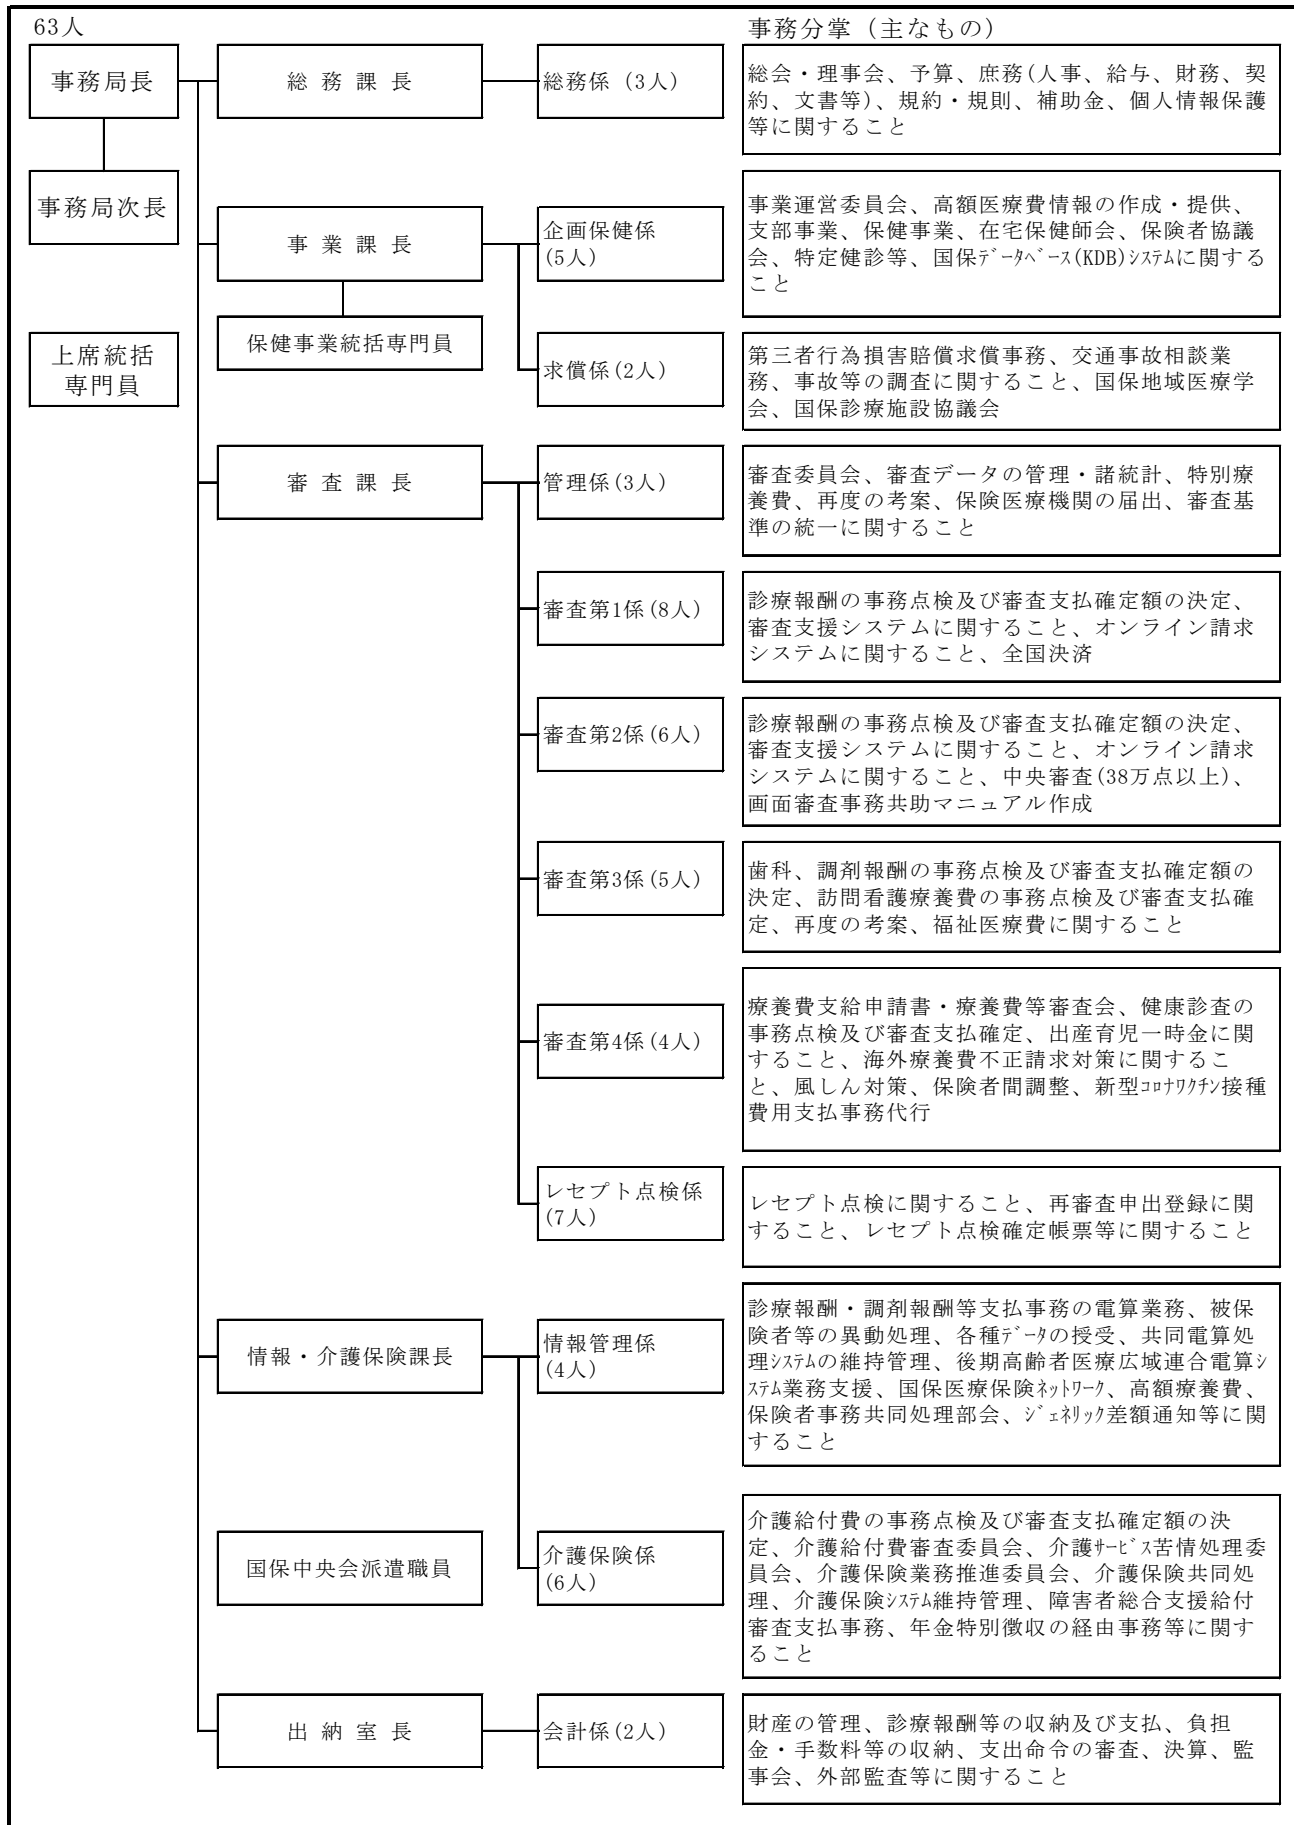 63人
事務分掌（主なもの）
事務局長
総務課長
総務係（3人）
総会・理事会、予算、庶務(人事、給与、財務、契
約、文書等)、規約・規則、補助金、個人情報保護
等に関すること
事務局次長
事業課長
企画保健係
(5人)
事業運営委員会、高額医療費情報の作成・提供、
支部事業、保健事業、在宅保健師会、保険者協議
会、特定健診等、国保ﾃﾞｰﾀﾍﾞｰｽ(KDB)ｼｽﾃﾑに関する
こと
上席統括
専門員
保健事業統括専門員
求償係(2人)
第三者行為損害賠償求償事務、交通事故相談業
務、事故等の調査に関すること、国保地域医療学
会、国保診療施設協議会
審査課長
管理係(3人)
審査委員会、審査データの管理・諸統計、特別療
養費、再度の考案、保険医療機関の届出、審査基
準の統一に関すること
審査第1係(8人)
診療報酬の事務点検及び審査支払確定額の決定、
審査支援システムに関すること、オンライン請求
システムに関すること、全国決済
審査第2係(6人)
診療報酬の事務点検及び審査支払確定額の決定、
審査支援システムに関すること、オンライン請求
システムに関すること、中央審査(38万点以上)、
画面審査事務共助マニュアル作成
審査第3係(5人)
歯科、調剤報酬の事務点検及び審査支払確定額の
決定、訪問看護療養費の事務点検及び審査支払確
定、再度の考案、福祉医療費に関すること
審査第4係(4人)
療養費支給申請書・療養費等審査会、健康診査の
事務点検及び審査支払確定、出産育児一時金に関
すること、海外療養費不正請求対策に関するこ
と、風しん対策、保険者間調整、新型ｺﾛﾅﾜｸﾁﾝ接種
費用支払事務代行
レセプト点検係
(7人)
レセプト点検に関すること、再審査申出登録に関
すること、レセプト点検確定帳票等に関すること
情報・介護保険課長
情報管理係
(4人)
診療報酬・調剤報酬等支払事務の電算業務、被保
険者等の異動処理、各種ﾃﾞｰﾀの授受、共同電算処
理ｼｽﾃﾑの維持管理、後期高齢者医療広域連合電算ｼ
ｽﾃﾑ業務支援、国保医療保険ﾈｯﾄﾜｰｸ、高額療養費、
保険者事務共同処理部会、ｼﾞｪﾈﾘｯｸ差額通知等に関
すること
国保中央会派遣職員
介護保険係
(6人)
介護給付費の事務点検及び審査支払確定額の決
定、介護給付費審査委員会、介護ｻｰﾋﾞｽ苦情処理委
員会、介護保険業務推進委員会、介護保険共同処
理、介護保険ｼｽﾃﾑ維持管理、障害者総合支援給付
審査支払事務、年金特別徴収の経由事務等に関す
ること
出納室長
会計係(2人)
財産の管理、診療報酬等の収納及び支払、負担
金・手数料等の収納、支出命令の審査、決算、監
事会、外部監査等に関すること